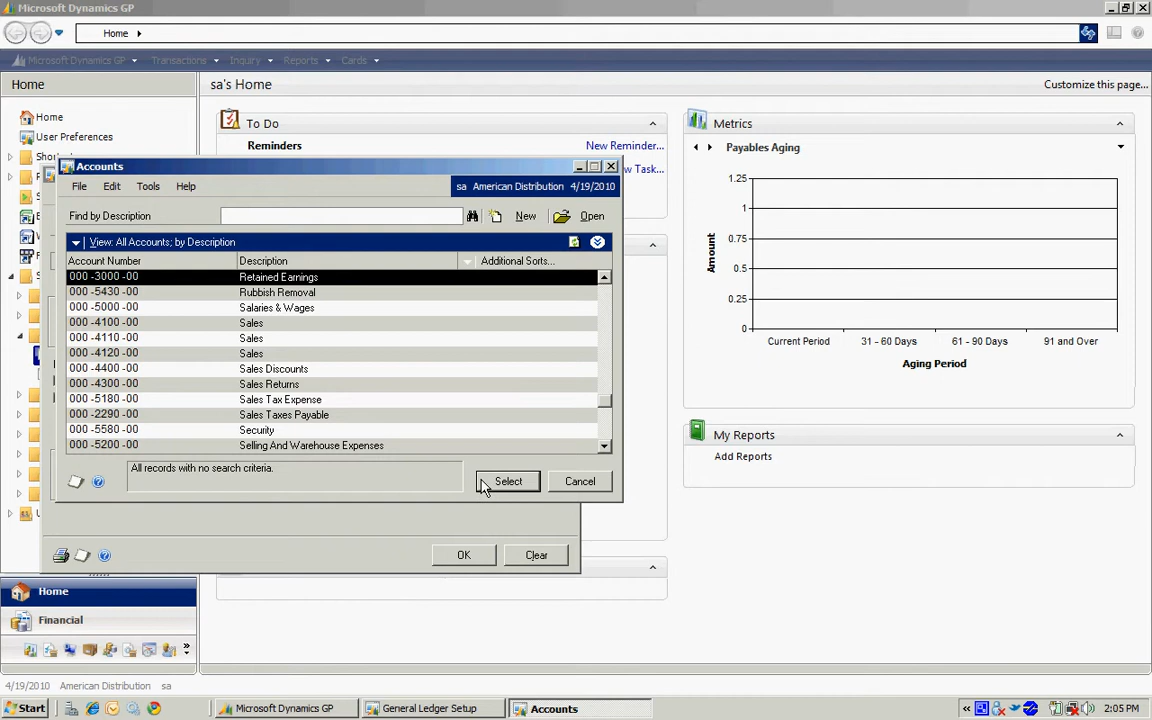 Microsoft Dynamics GP
Home
Microsoft Dynamics GP Transactions Inquiry Reports Cards
Home
sa's Home
Customize this page...
Home
User Preferences
To Do
Reminders
New Reminder...
Metrics
Payables Aging
1.25
1
0.75
0.5
0.25
0
Amount
Current Period
31 - 60 Days
61 - 90 Days
91 and Over
Aging Period
My Reports
Add Reports
Accounts
File Edit Tools Help
sa American Distribution 4/19/2010
Find by Description
New
Open
View: All Accounts; by Description
Account Number Description Additional Sorts...
000 -3000 -00 Retained Earnings
000 -5430 -00 Rubbish Removal
000 -5000 -00 Salaries & Wages
000 -4100 -00 Sales
000 -4110 -00 Sales
000 -4120 -00 Sales
000 -4400 -00 Sales Discounts
000 -4300 -00 Sales Returns
000 -5180 -00 Sales Tax Expense
000 -2290 -00 Sales Taxes Payable
000 -5580 -00 Security
000 -5200 -00 Selling And Warehouse Expenses
All records with no search criteria.
Select
Cancel
OK
Clear
Home
Financial
4/19/2010 American Distribution sa
Start
Microsoft Dynamics GP
General Ledger Setup
Accounts
2:05 PM